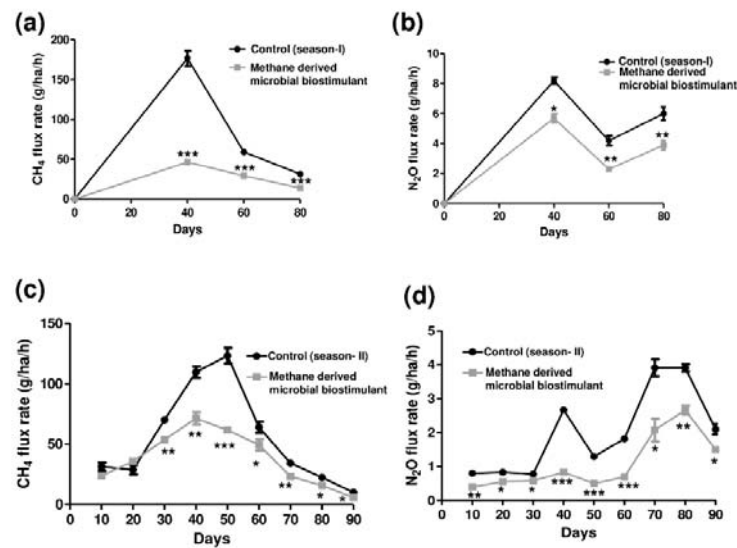 (a)
CH4 flux rate (g/ha/h)
200
150
100
50
0
0 20 40 60 80
Days
Control (season-I)
Methane derived
microbial biostimulant
*** *** ***
(b)
N2O flux rate (g/ha/h)
10
8
6
4
2
0
0 20 40 60 80
Days
Control (season-I)
Methane derived
microbial biostimulant
* ** **
(c)
CH4 flux rate (g/ha/h)
150
100
50
0
0 10 20 30 40 50 60 70 80 90
Days
Control (season- II)
Methane derived
microbial biostimulant
** ** *** * ** * *
(d)
N2O flux rate (g/ha/h)
5
4
3
2
1
0
0 10 20 30 40 50 60 70 80 90
Days
Control (season- II)
Methane derived
microbial biostimulant
** * * *** *** *** * ** *